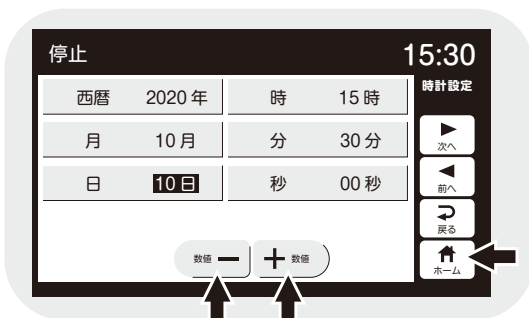 停止 15:30
時計設定
西暦 2020年 時 15時
月 10月 分 30分
日 10日 秒 00秒
次へ
前へ
戻る
ホーム
数値 － ＋ 数値